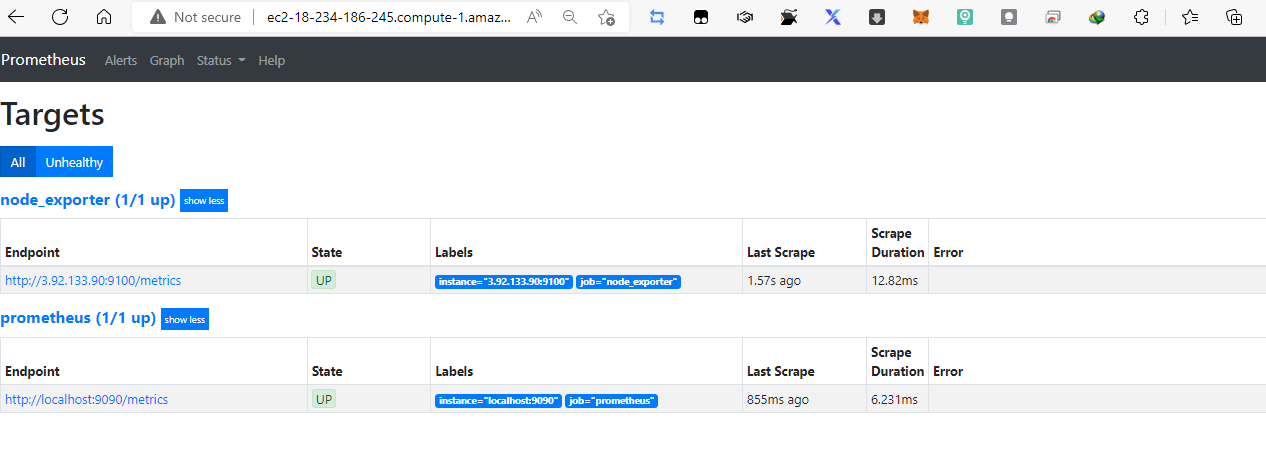 Not secure ec2-18-234-186-245.compute-1.amaz...
Prometheus Alerts Graph Status Help
Targets
All Unhealthy
node_exporter (1/1 up) show less
Scrape
Endpoint State Labels Last Scrape Duration Error
http://3.92.133.90:9100/metrics UP instance="3.92.133.90:9100" job="node_exporter" 1.57s ago 12.82ms
prometheus (1/1 up) show less
Scrape
Endpoint State Labels Last Scrape Duration Error
http://localhost:9090/metrics UP instance="localhost:9090" job="prometheus" 855ms ago 6.231ms